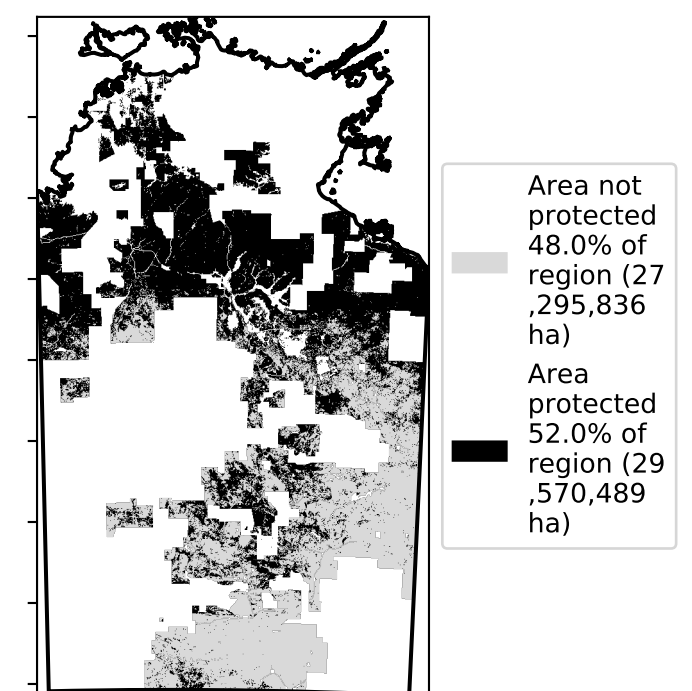 Area not
protected
48.0% of
region (27
,295,836
ha)
Area
protected
52.0% of
region (29
,570,489
ha)